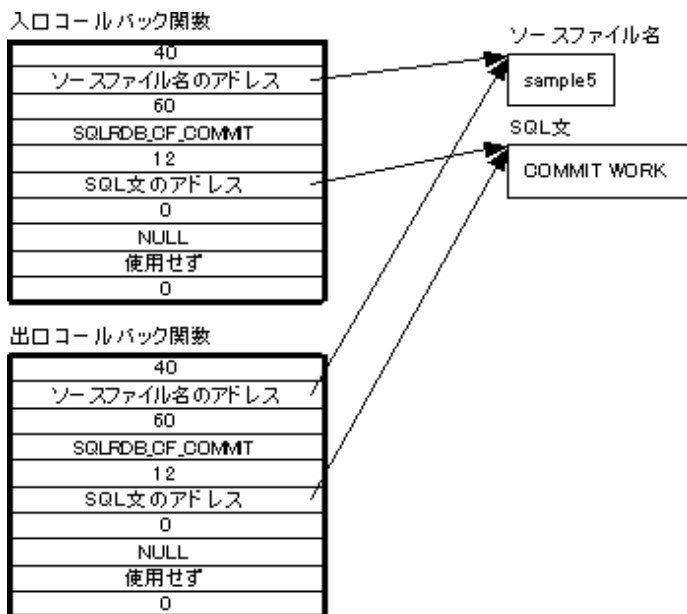 入口コールバック関数
40
ソースファイル名のアドレス
60
SQLRDB_CF_COMMIT
12
SQL文のアドレス
0
NULL
使用せず
0
ソースファイル名
sample5
SQL文
COMMIT WORK
出口コールバック関数
40
ソースファイル名のアドレス
60
SQLRDB_CF_COMMIT
12
SQL文のアドレス
0
NULL
使用せず
0